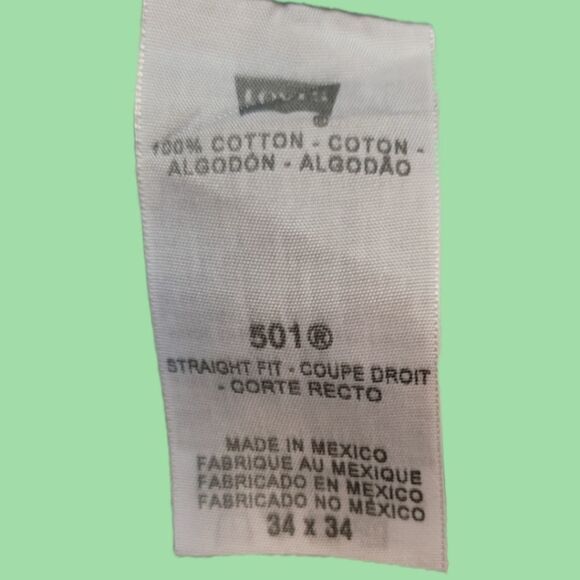 Levi's
®
100% COTTON - COTON -
ALGODÓN - ALGODÃO
501®
STRAIGHT FIT - COUPE DROIT
- CORTE RECTO
MADE IN MEXICO
FABRIQUE AU MEXIQUE
FABRICADO EN MEXICO
FABRICADO NO MÉXICO
34 x 34